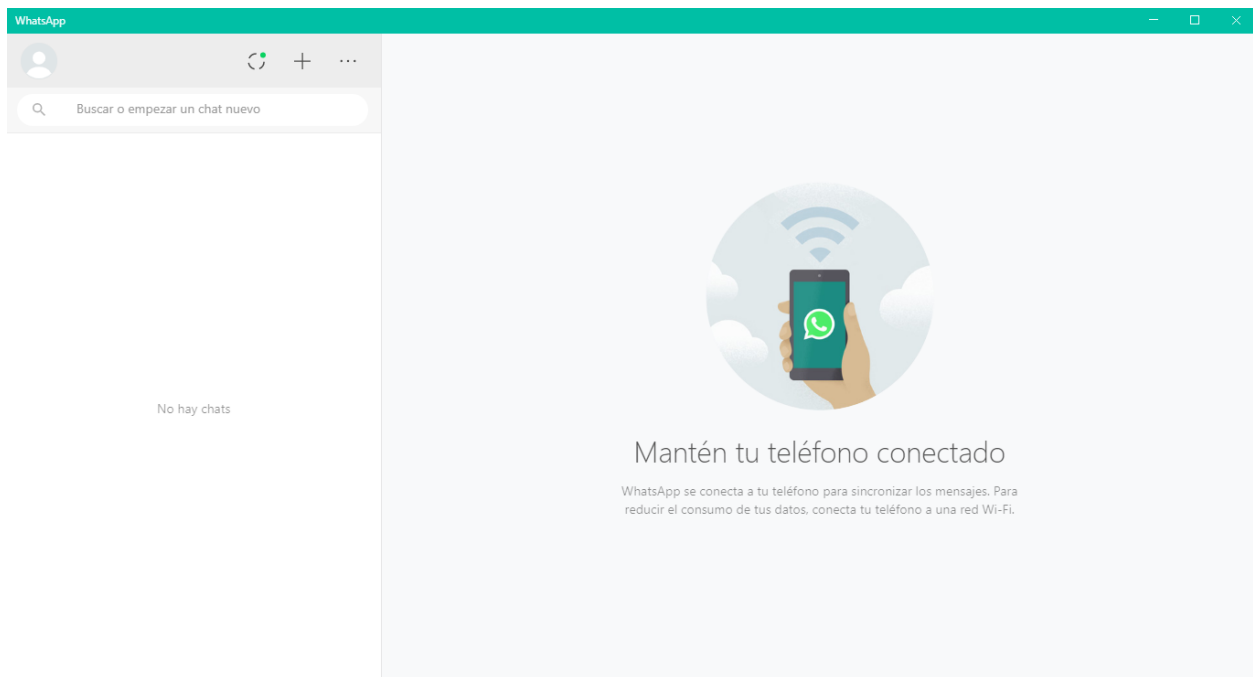 WhatsApp
Buscar o empezar un chat nuevo
No hay chats
Mantén tu teléfono conectado
WhatsApp se conecta a tu teléfono para sincronizar los mensajes. Para
reducir el consumo de tus datos, conecta tu teléfono a una red Wi-Fi.